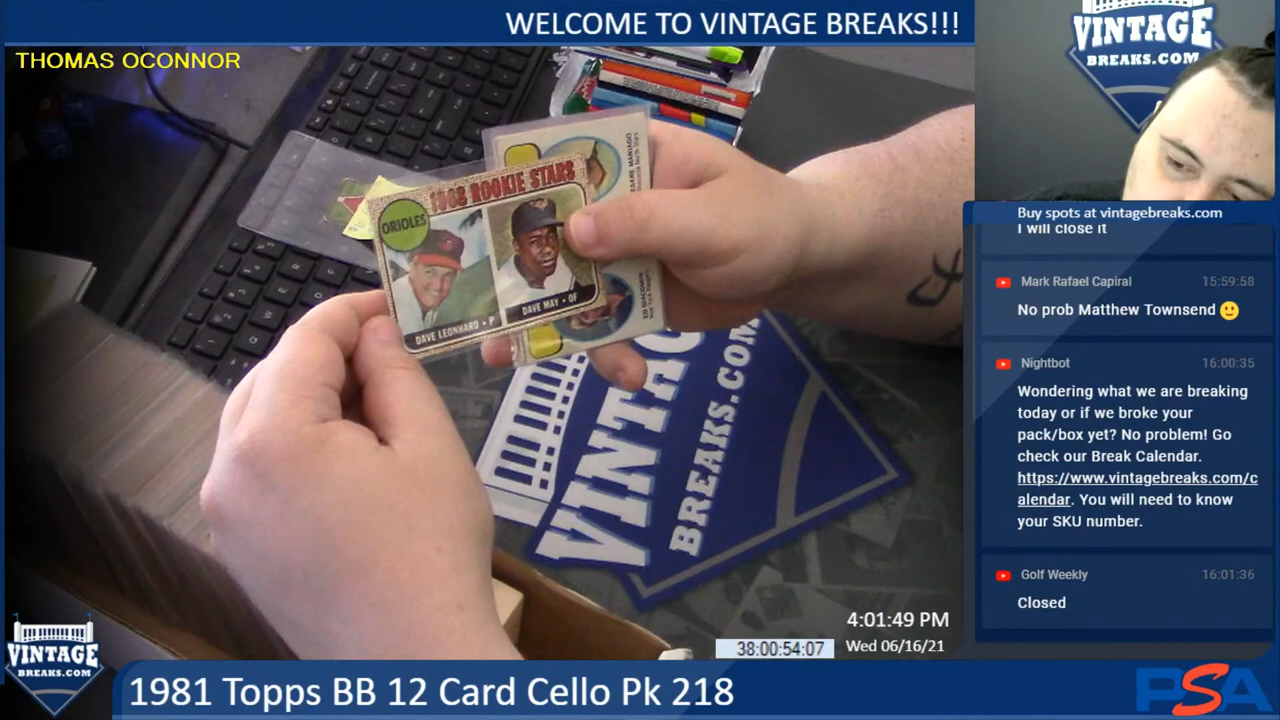 WELCOME TO VINTAGE BREAKS!!!
THOMAS OCONNOR
VINTAGE
BREAKS.COM
1968 ROOKIE STARS
ORIOLES
DAVE LEONHARD • P
DAVE MAY • OF
CESARE MANIAGO
ED GIACOMIN
VINTAGE
BREAKS.COM
Buy spots at vintagebreaks.com
I will close it
Mark Rafael Capiral 15:59:58
No prob Matthew Townsend 🙂
Nightbot 16:00:35
Wondering what we are breaking
today or if we broke your
pack/box yet? No problem! Go
check our Break Calendar.
https://www.vintagebreaks.com/c
alendar. You will need to know
your SKU number.
Golf Weekly 16:01:36
Closed
4:01:49 PM
38:00:54:07 Wed 06/16/21
VINTAGE
BREAKS.COM
1981 Topps BB 12 Card Cello Pk 218
PSA